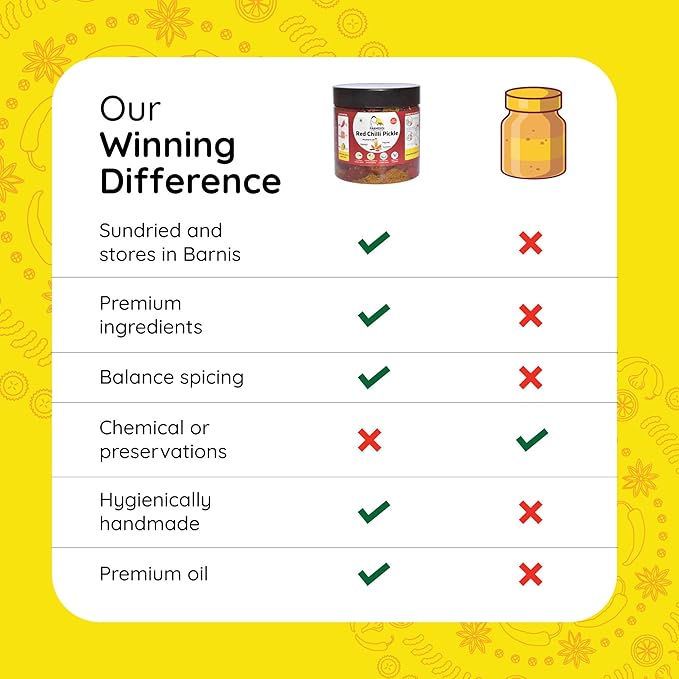 Our
Winning
Difference
FARMDIDI
Red Chilli Pickle
Sundried and
stores in Barnis
Premium
ingredients
Balance spicing
Chemical or
preservations
Hygienically
handmade
Premium oil